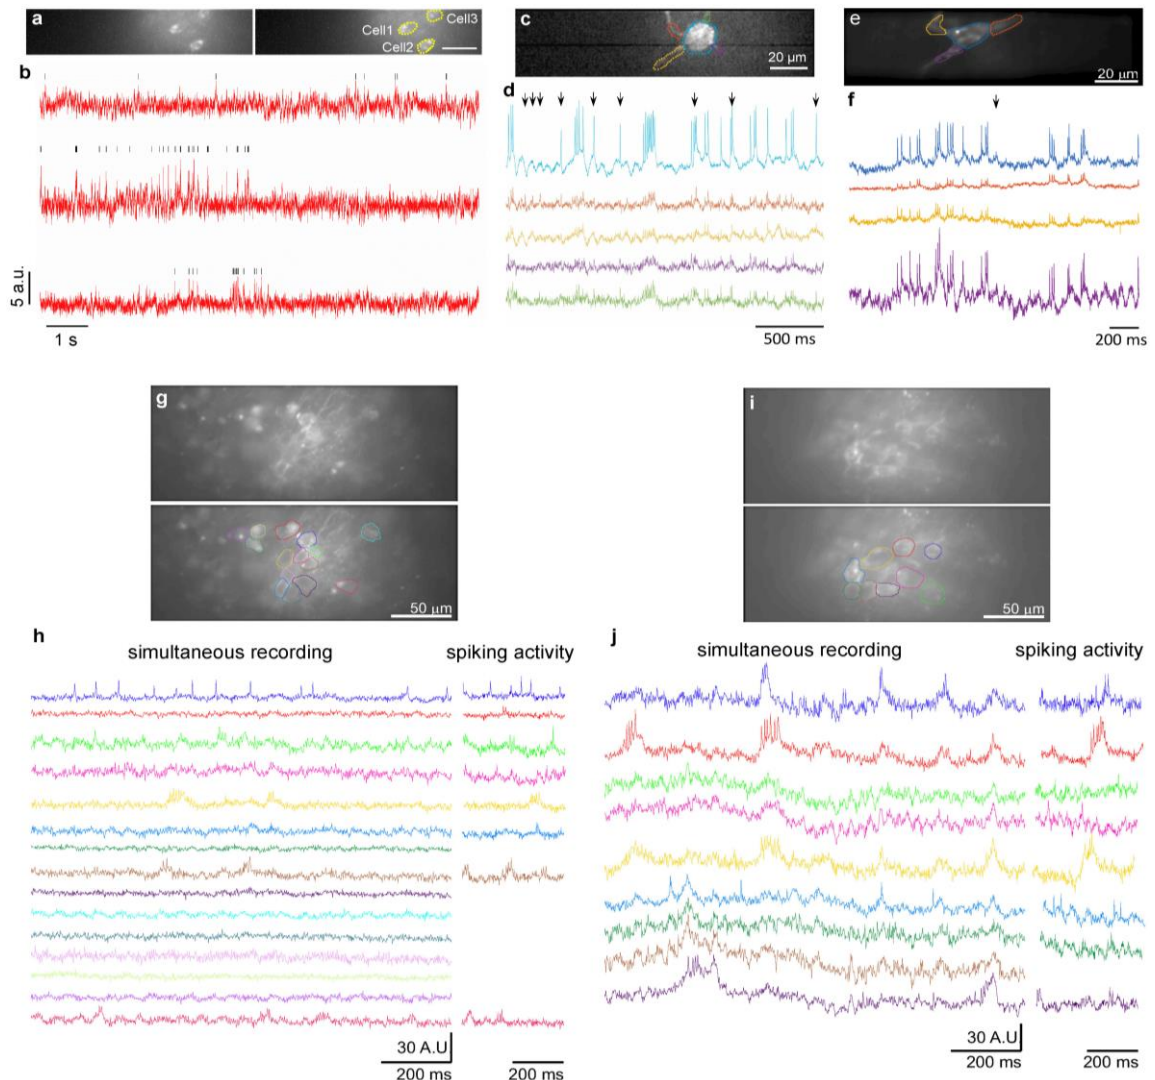 a
Cell1
Cell2
Cell3
b
5 a.u.
1 s
c
20 μm
d
500 ms
e
20 μm
f
200 ms
g
50 μm
h
simultaneous recording
spiking activity
30 A.U
200 ms
200 ms
i
50 μm
j
simultaneous recording
spiking activity
30 A.U
200 ms
200 ms